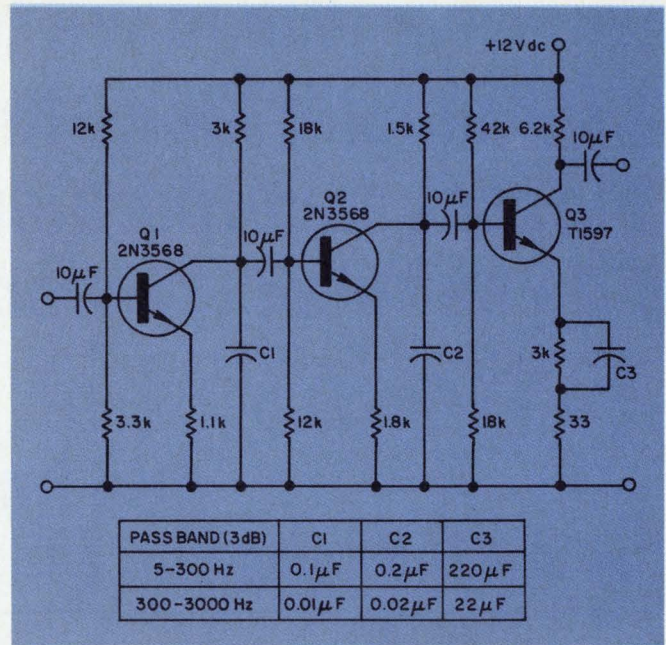 +12Vdc
12k
3k
18k
1.5k
42k
6.2k
10µF
Q1
2N3568
10µF
Q2
2N3568
10µF
Q3
T1597
10µF
C1
C2
3k
C3
3.3k
1.1k
12k
1.8k
18k
33
PASS BAND (3dB) C1 C2 C3
5-300 Hz 0.1µF 0.2µF 220µF
300-3000 Hz 0.01µF 0.02µF 22µF